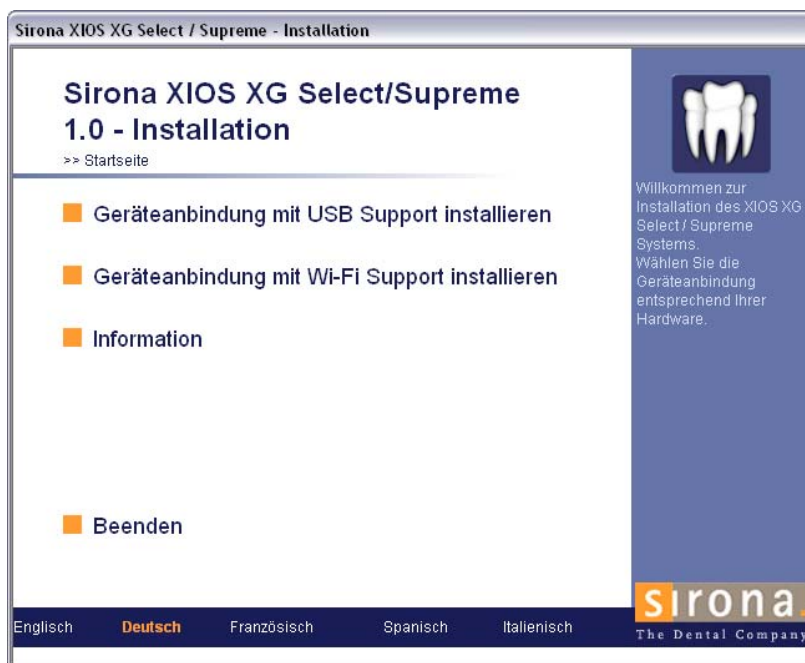 Sirona XIOS XG Select / Supreme - Installation
Sirona XIOS XG Select/Supreme
1.0 - Installation
>> Startseite
Geräteanbindung mit USB Support installieren
Geräteanbindung mit Wi-Fi Support installieren
Information
Beenden
Willkommen zur
Installation des XIOS XG
Select / Supreme
Systems.
Wählen Sie die
Geräteanbindung
entsprechend Ihrer
Hardware.
sirona.
The Dental Company
Englisch Deutsch Französisch Spanisch Italienisch